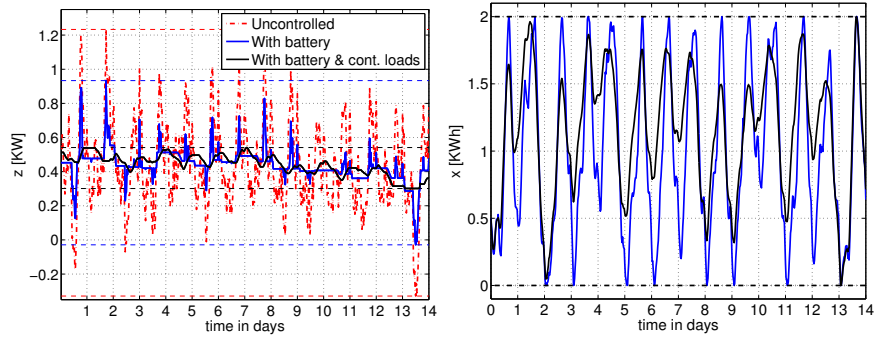 Uncontrolled
With battery
With battery & cont. loads
z [KW]
1.2
1
0.8
0.6
0.4
0.2
0
−0.2
1 2 3 4 5 6 7 8 9 10 11 12 13 14
time in days
x [KWh]
2
1.5
1
0.5
0
0 1 2 3 4 5 6 7 8 9 10 11 12 13 14
time in days